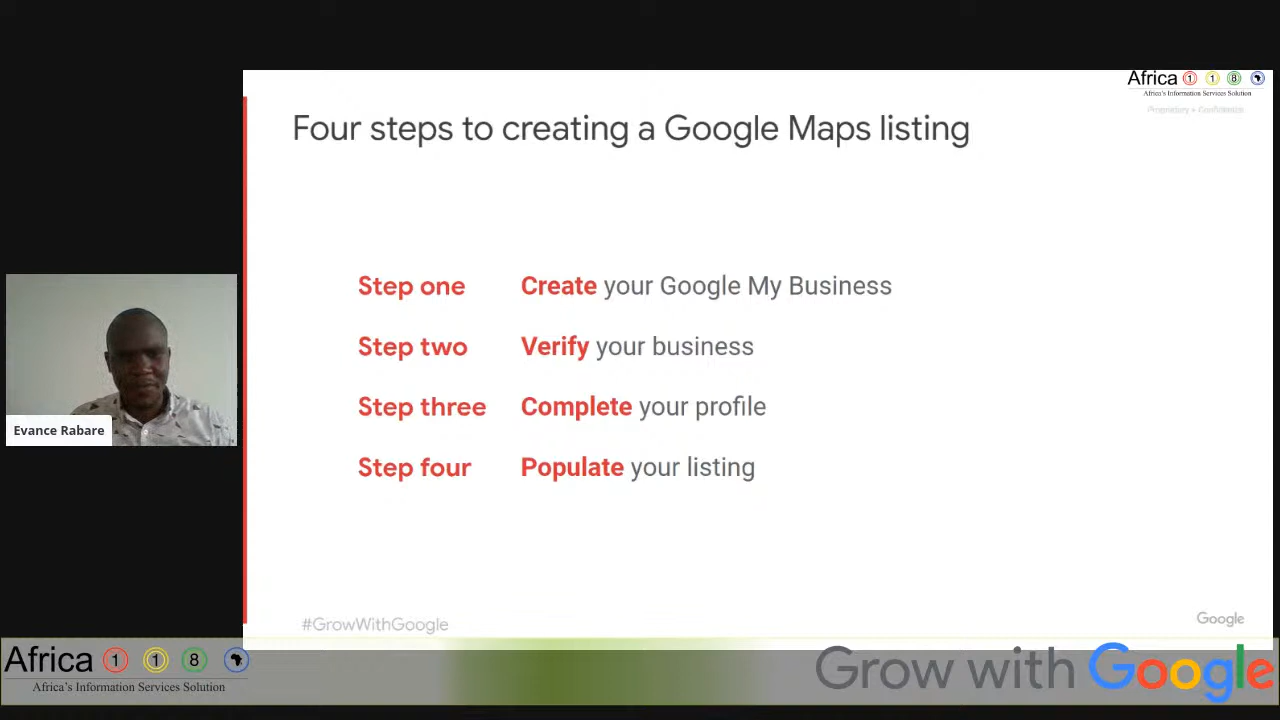 Africa 1 1 8
Africa's Information Services Solution
Proprietary + Confidential
Four steps to creating a Google Maps listing
Step one Create your Google My Business
Step two Verify your business
Step three Complete your profile
Step four Populate your listing
Evance Rabare
#GrowWithGoogle
Google
Africa 1 1 8
Africa's Information Services Solution
Grow with Google